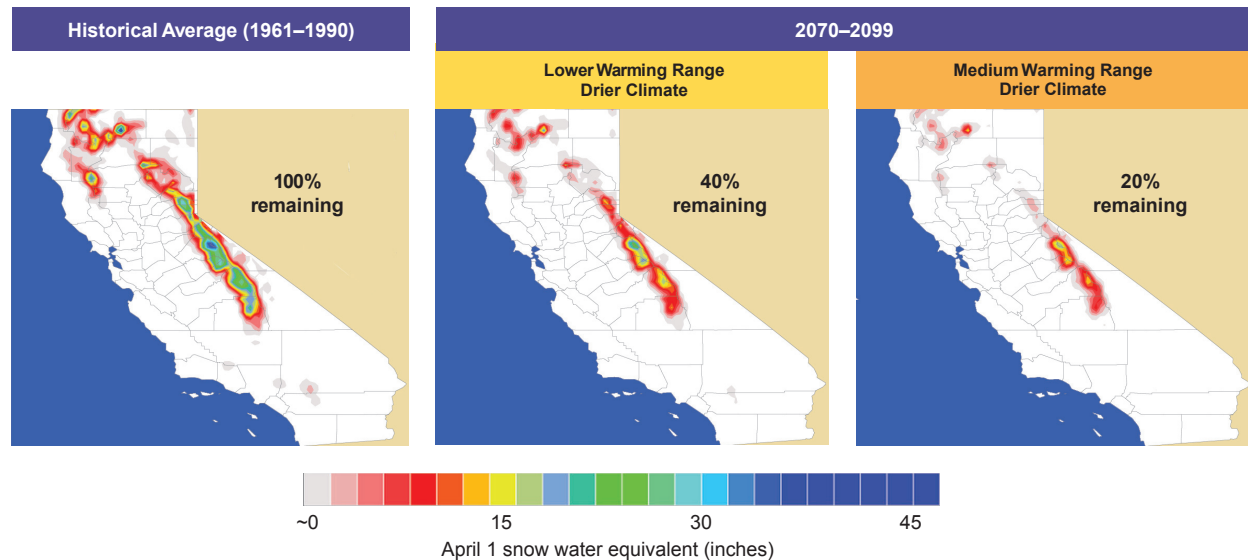 Historical Average (1961–1990)
2070–2099
Lower Warming Range
Drier Climate
Medium Warming Range
Drier Climate
100%
remaining
40%
remaining
20%
remaining
~0
15
30
45
April 1 snow water equivalent (inches)